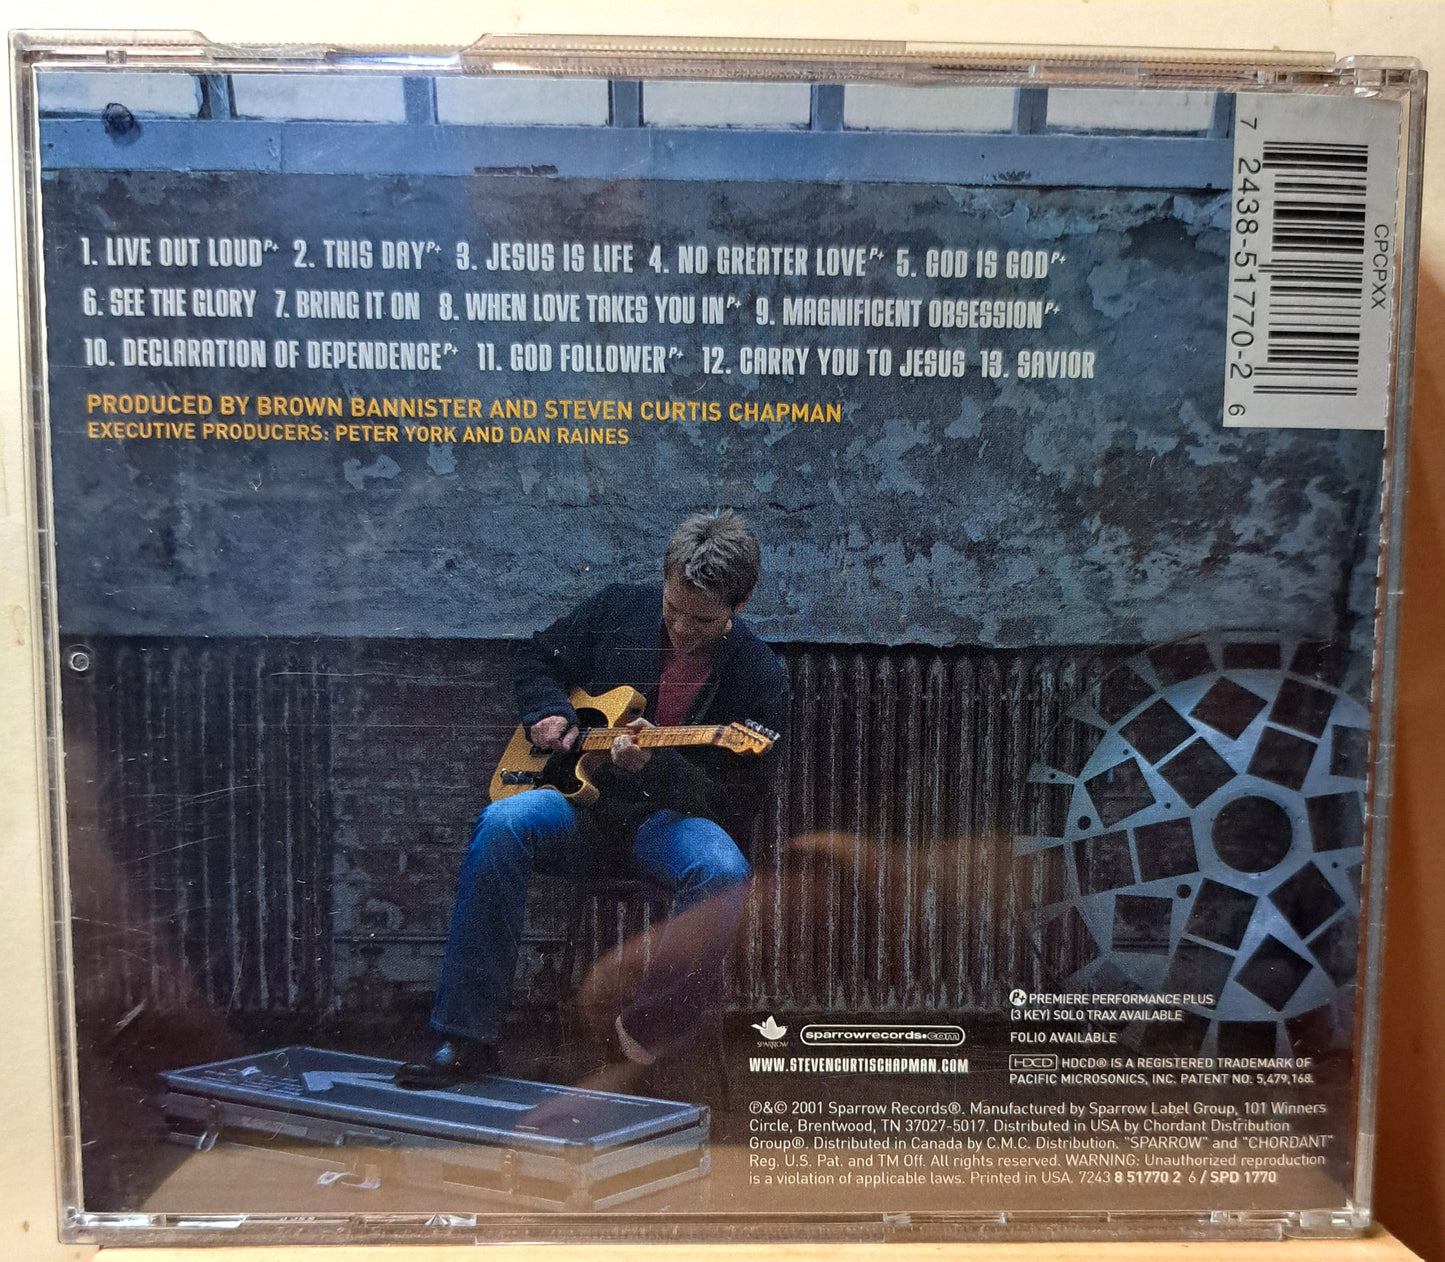 1. LIVE OUT LOUD P+ 2. THIS DAY P+ 3. JESUS IS LIFE 4. NO GREATER LOVE P+ 5. GOD IS GOD P+
6. SEE THE GLORY 7. BRING IT ON 8. WHEN LOVE TAKES YOU IN P+ 9. MAGNIFICENT OBSESSION P+
10. DECLARATION OF DEPENDENCE P+ 11. GOD FOLLOWER P+ 12. CARRY YOU TO JESUS 13. SAVIOR
PRODUCED BY BROWN BANNISTER AND STEVEN CURTIS CHAPMAN
EXECUTIVE PRODUCERS: PETER YORK AND DAN RAINES
7 2438-51770-2 6
CPCPXX
P+ PREMIERE PERFORMANCE PLUS
(3 KEY) SOLO TRAX AVAILABLE
FOLIO AVAILABLE
SPARROW
sparrowrecords.com
WWW.STEVENCURTISCHAPMAN.COM
HDCD HDCD® IS A REGISTERED TRADEMARK OF
PACIFIC MICROSONICS, INC. PATENT NO. 5,479,168.
℗&© 2001 Sparrow Records®. Manufactured by Sparrow Label Group, 101 Winners
Circle, Brentwood, TN 37027-5017. Distributed in USA by Chordant Distribution
Group®. Distributed in Canada by C.M.C. Distribution. "SPARROW" and "CHORDANT"
Reg. U.S. Pat. and TM Off. All rights reserved. WARNING: Unauthorized reproduction
is a violation of applicable laws. Printed in USA. 7243 8 51770 2 6 / SPD 1770